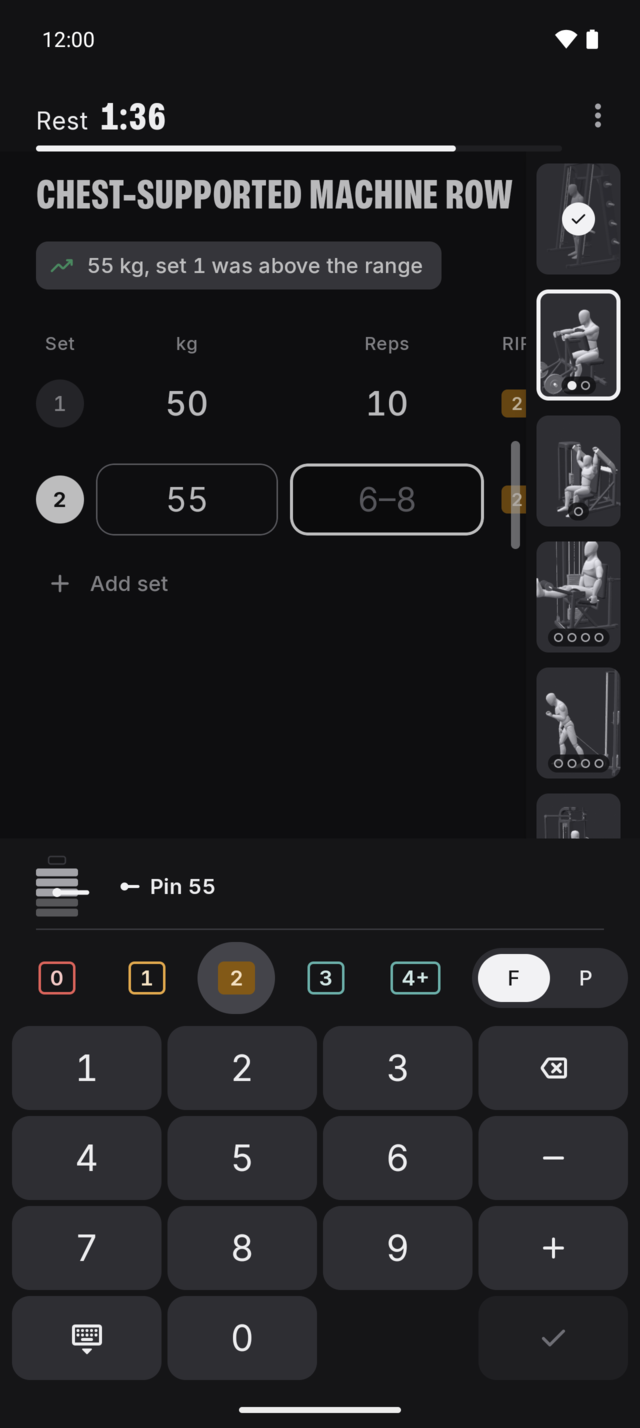 12:00
Rest 1:36
CHEST-SUPPORTED MACHINE ROW
55 kg, set 1 was above the range
Set kg Reps RIF
1 50 10 2
2 55 6–8 2
+ Add set
Pin 55
0 1 2 3 4+ F P
1 2 3
4 5 6 −
7 8 9 +
0